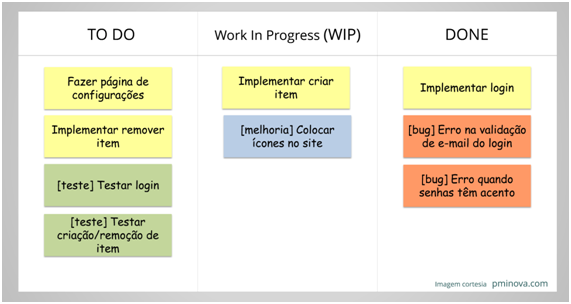 TO DO
Fazer página de
configurações
Implementar remover
item
[teste] Testar login
[teste] Testar
criação/remoção de
item
Work In Progress (WIP)
Implementar criar
item
[melhoria] Colocar
ícones no site
DONE
Implementar login
[bug] Erro na validação
de e-mail do login
[bug] Erro quando
senhas têm acento
Imagem cortesia pminova.com